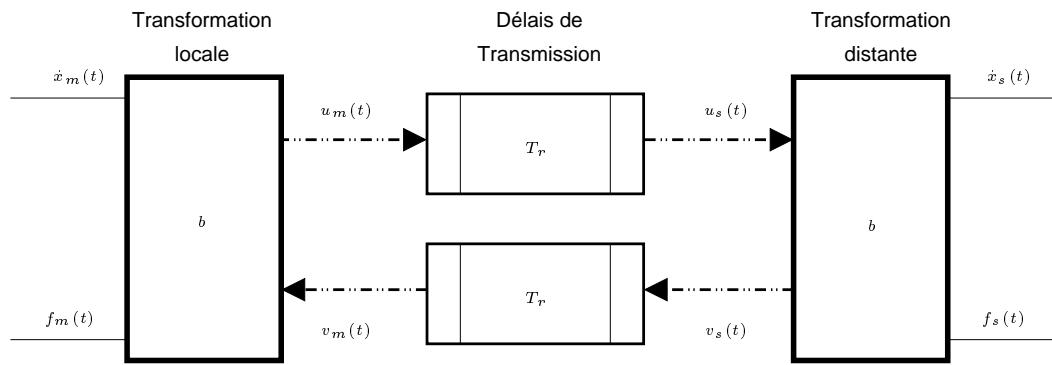 Transformation
locale
Délais de
Transmission
Transformation
distante
ẋm(t)
ẋs(t)
um(t)
us(t)
Tr
b
b
Tr
fm(t)
vm(t)
vs(t)
fs(t)